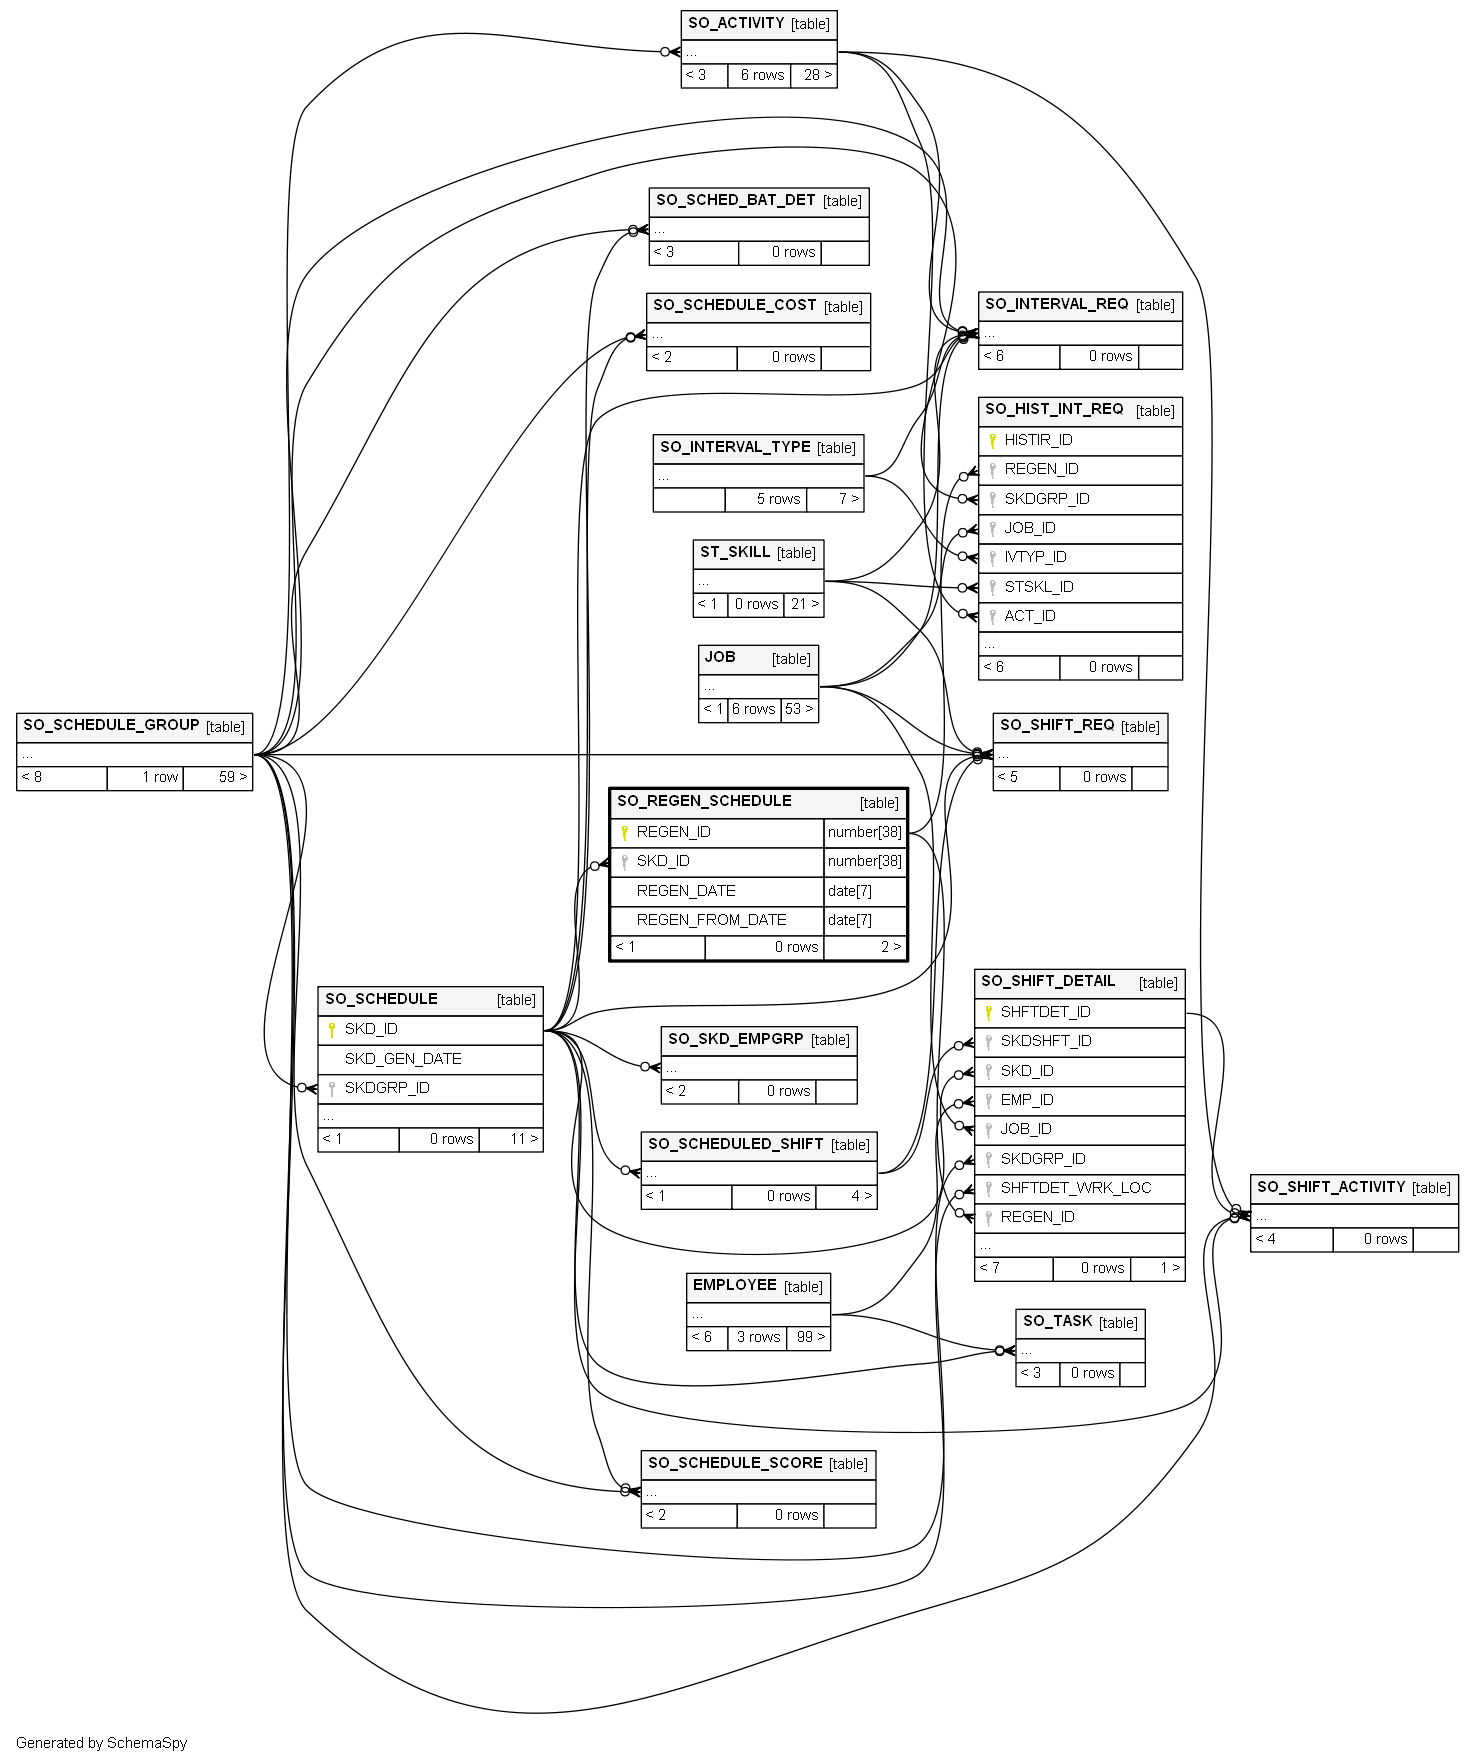 SO_ACTIVITY [table]
...
< 3 6 rows 28 >
SO_SCHED_BAT_DET [table]
...
< 3 0 rows
SO_SCHEDULE_COST [table]
...
< 2 0 rows
SO_INTERVAL_REQ [table]
...
< 6 0 rows
SO_HIST_INT_REQ [table]
HISTIR_ID
REGEN_ID
SKDGRP_ID
JOB_ID
IVTYP_ID
STSKL_ID
ACT_ID
...
< 6 0 rows
SO_INTERVAL_TYPE [table]
...
5 rows 7 >
ST_SKILL [table]
...
< 1 0 rows 21 >
JOB [table]
...
< 1 6 rows 53 >
SO_SCHEDULE_GROUP [table]
...
< 8 1 row 59 >
SO_SHIFT_REQ [table]
...
< 5 0 rows
SO_REGEN_SCHEDULE [table]
REGEN_ID number[38]
SKD_ID number[38]
REGEN_DATE date[7]
REGEN_FROM_DATE date[7]
< 1 0 rows 2 >
SO_SCHEDULE [table]
SKD_ID
SKD_GEN_DATE
SKDGRP_ID
...
< 1 0 rows 11 >
SO_SKD_EMPGRP [table]
...
< 2 0 rows
SO_SCHEDULED_SHIFT [table]
...
< 1 0 rows 4 >
SO_SHIFT_DETAIL [table]
SHFTDET_ID
SKDSHFT_ID
SKD_ID
EMP_ID
JOB_ID
SKDGRP_ID
SHFTDET_WRK_LOC
REGEN_ID
...
< 7 0 rows 1 >
SO_SHIFT_ACTIVITY [table]
...
< 4 0 rows
EMPLOYEE [table]
...
< 6 3 rows 99 >
SO_TASK [table]
...
< 3 0 rows
SO_SCHEDULE_SCORE [table]
...
< 2 0 rows
Generated by SchemaSpy